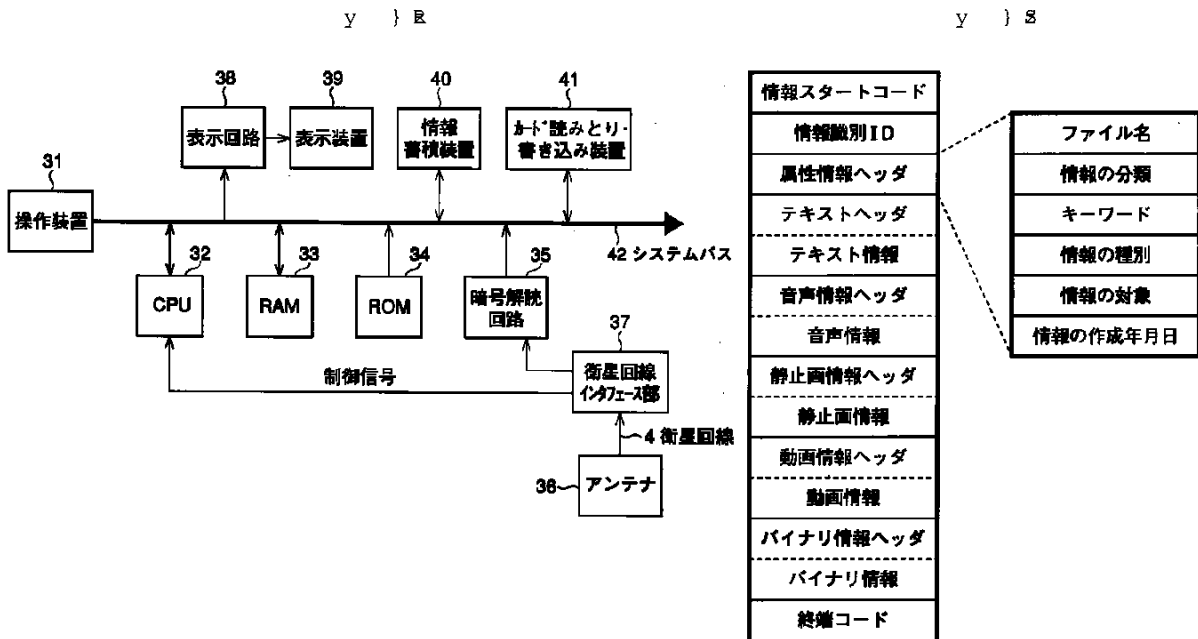 y } R
y } S
38
39
40
41
表示回路
表示装置
情報
蓄積装置
カード読みとり・
書き込み装置
31
操作装置
42 システムバス
32
33
34
35
CPU
RAM
ROM
暗号解読
回路
37
制御信号
衛星回線
インタフェース部
4 衛星回線
36
アンテナ
情報スタートコード
情報識別ID
属性情報ヘッダ
テキストヘッダ
テキスト情報
音声情報ヘッダ
音声情報
静止画情報ヘッダ
静止画情報
動画情報ヘッダ
動画情報
バイナリ情報ヘッダ
バイナリ情報
終端コード
ファイル名
情報の分類
キーワード
情報の種別
情報の対象
情報の作成年月日